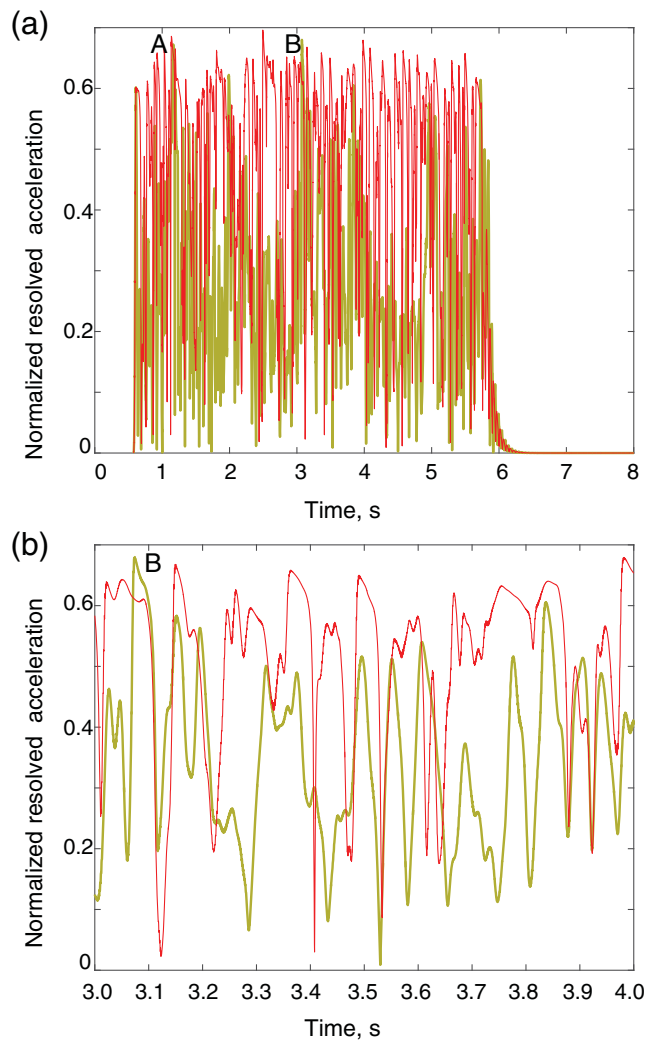 (a)
A
B
0.6
0.4
0.2
0
Normalized resolved acceleration
0 1 2 3 4 5 6 7 8
Time, s
(b)
B
0.6
0.4
0.2
0
Normalized resolved acceleration
3.0 3.1 3.2 3.3 3.4 3.5 3.6 3.7 3.8 3.9 4.0
Time, s